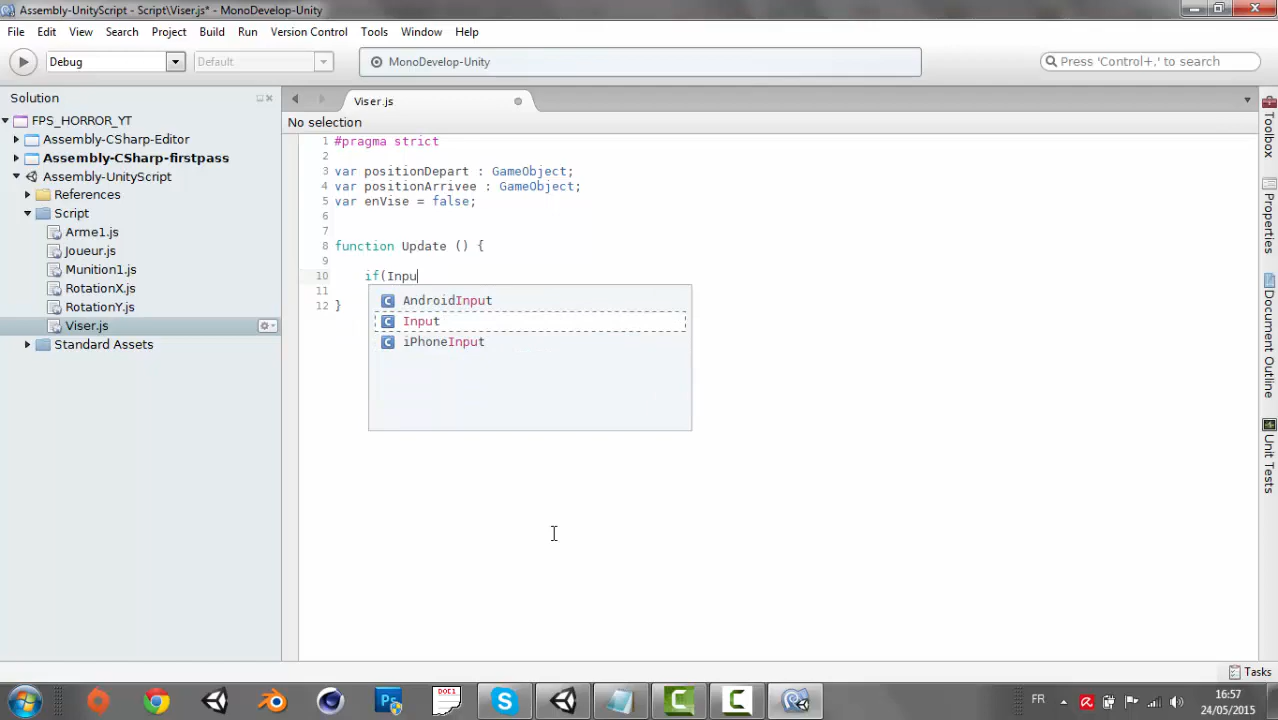 Assembly-UnityScript - Script\Viser.js* - MonoDevelop-Unity
File Edit View Search Project Build Run Version Control Tools Window Help
Debug Default MonoDevelop-Unity Press 'Control+,' to search
Solution
Viser.js
No selection
FPS_HORROR_YT
Assembly-CSharp-Editor
Assembly-CSharp-firstpass
Assembly-UnityScript
References
Script
Arme1.js
Joueur.js
Munition1.js
RotationX.js
RotationY.js
Viser.js
Standard Assets
1 #pragma strict
2
3 var positionDepart : GameObject;
4 var positionArrivee : GameObject;
5 var enVise = false;
6
7
8 function Update () {
9
10 if(Inpu
11
12 }
AndroidInput
Input
iPhoneInput
Toolbox
Properties
Document Outline
Unit Tests
Tasks
DOC1
FR
16:57
24/05/2015